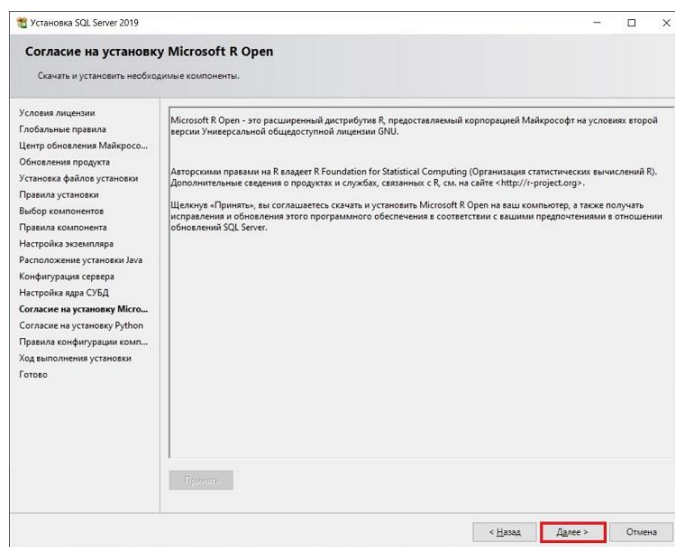 Установка SQL Server 2019
Согласие на установку Microsoft R Open
Скачать и установить необходимые компоненты.
Условия лицензии
Глобальные правила
Центр обновления Майкросо...
Обновления продукта
Установка файлов установки
Правила установки
Выбор компонентов
Правила компонента
Настройка экземпляра
Расположение установки Java
Конфигурация сервера
Настройка ядра СУБД
Согласие на установку Micro...
Согласие на установку Python
Правила конфигурации комп...
Ход выполнения установки
Готово
Microsoft R Open - это расширенный дистрибутив R, предоставляемый корпорацией Майкрософт на условиях второй
версии Универсальной общедоступной лицензии GNU.
Авторскими правами на R владеет R Foundation for Statistical Computing (Организация статистических вычислений R).
Дополнительные сведения о продуктах и службах, связанных с R, см. на сайте <http://r-project.org>.
Щелкнув «Принять», вы соглашаетесь скачать и установить Microsoft R Open на ваш компьютер, а также получать
исправления и обновления этого программного обеспечения в соответствии с вашими предпочтениями в отношении
обновлений SQL Server.
Принять
< Назад
Далее >
Отмена